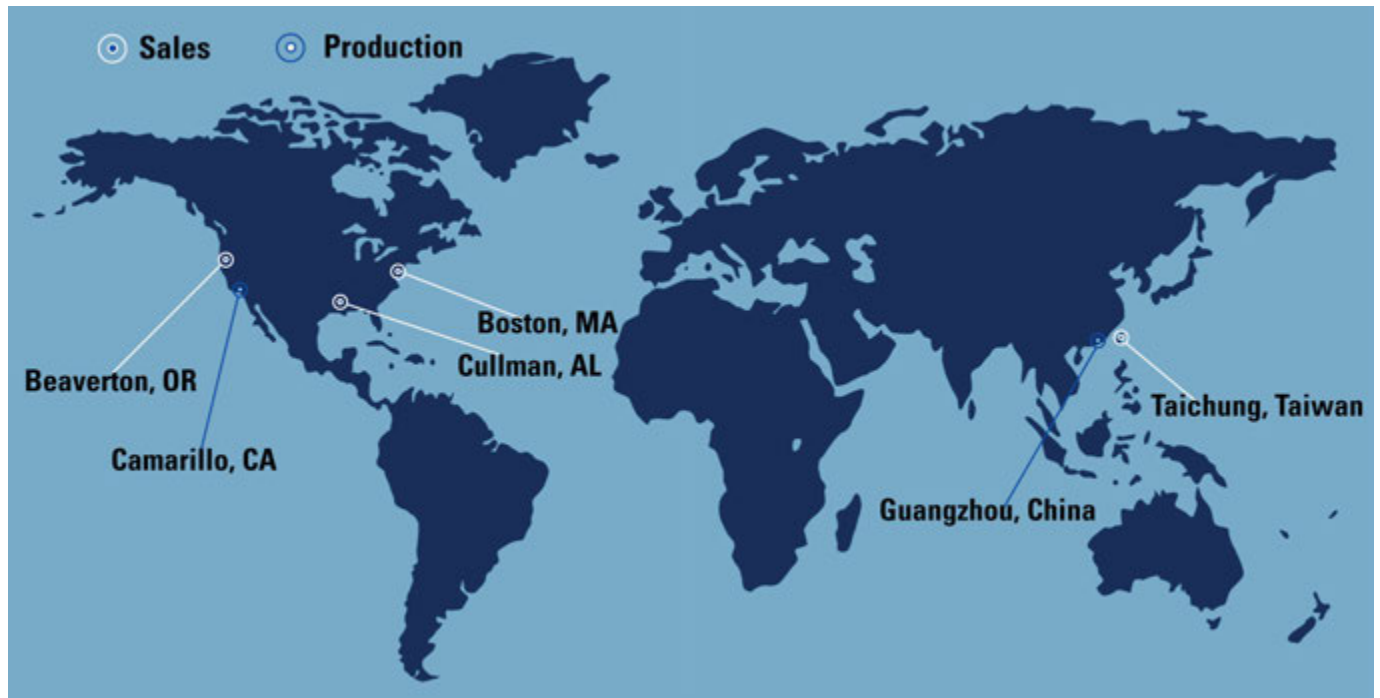 Sales
Production
Boston, MA
Cullman, AL
Beaverton, OR
Taichung, Taiwan
Camarillo, CA
Guangzhou, China